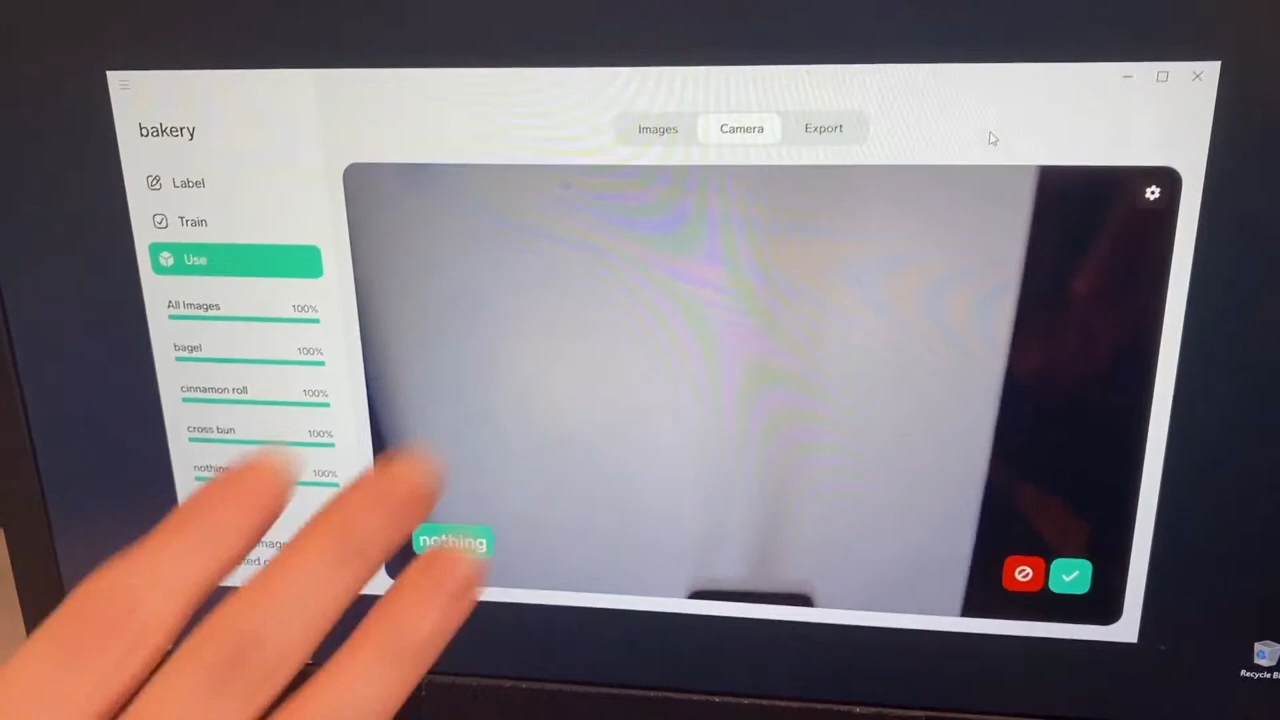 bakery
Images
Camera
Export
Label
Train
Use
All Images 100%
bagel 100%
cinnamon roll 100%
cross bun 100%
100%
nothing
Recycle